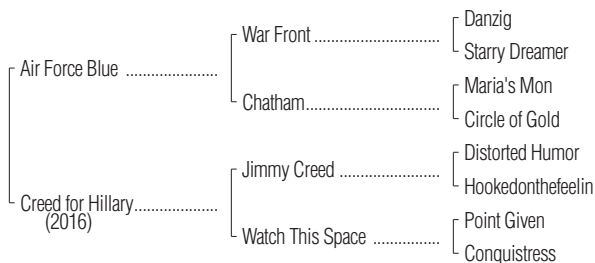 Danzig
War Front ..............................
Starry Dreamer
Air Force Blue ......................
Maria's Mon
Chatham................................
Circle of Gold
Distorted Humor
Jimmy Creed ........................
Hookedonthefeelin
Creed for Hillary....................
(2016)
Point Given
Watch This Space ................
Conquistress